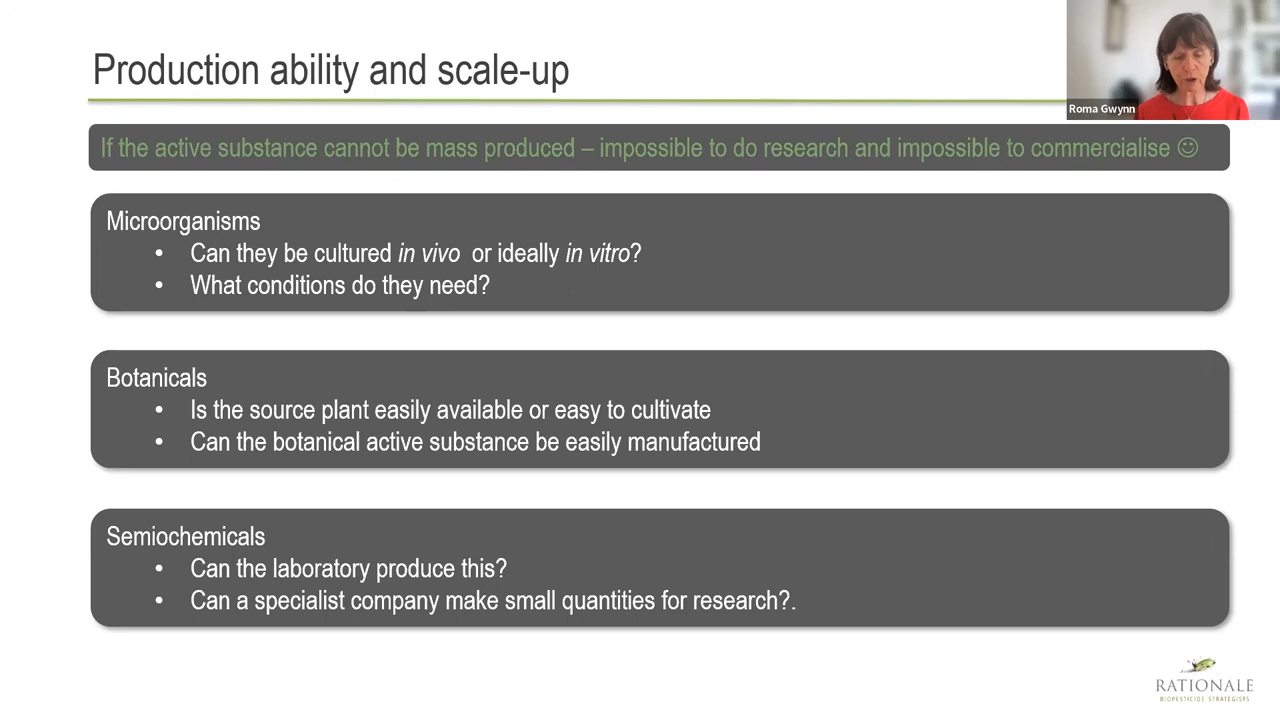 Production ability and scale-up
Roma Gwynn
If the active substance cannot be mass produced – impossible to do research and impossible to commercialise ☺
Microorganisms
• Can they be cultured in vivo or ideally in vitro?
• What conditions do they need?
Botanicals
• Is the source plant easily available or easy to cultivate
• Can the botanical active substance be easily manufactured
Semiochemicals
• Can the laboratory produce this?
• Can a specialist company make small quantities for research?.
RATIONALE
BIOPESTICIDE STRATEGISTS